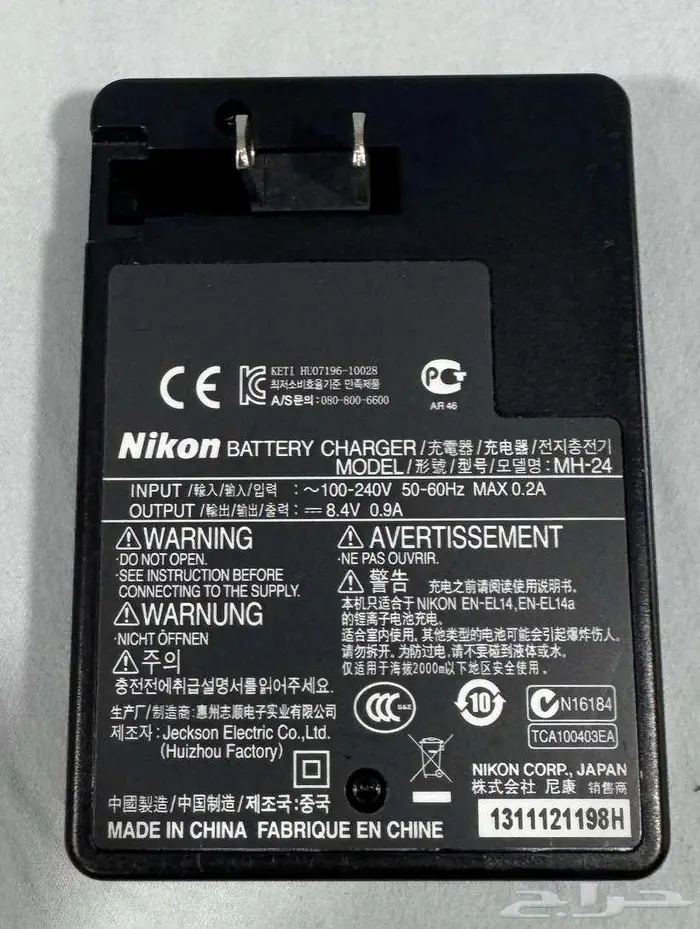 CE
KETI HU07196-10028
최저소비효율기준 만족제품
A/S문의:080-800-6600
AR 46
Nikon BATTERY CHARGER/充電器/充电器/전지충전기
MODEL/形號/型号/모델명: MH-24
INPUT /輸入/输入/입력 : ~100-240V 50-60Hz MAX 0.2A
OUTPUT /輸出/输出/출력 : ⎓ 8.4V 0.9A
⚠WARNING
·DO NOT OPEN.
·SEE INSTRUCTION BEFORE
CONNECTING TO THE SUPPLY.
⚠WARNUNG
·NICHT ÖFFNEN
⚠주의
충전전에취급설명서를읽어주세요.
⚠AVERTISSEMENT
·NE PAS OUVRIR.
⚠警告 充电之前请阅读使用说明书.
本机只适合于 NIKON EN-EL14,EN-EL14a
的锂离子电池充电.
适合室内使用. 其他类型的电池可能会引起爆炸伤人.
请勿拆开. 为防过电, 请不要碰到液体或水.
仅适用于海拔2000m以下地区安全使用.
生产厂/制造商: 惠州志顺电子实业有限公司
제조자: Jeckson Electric Co.,Ltd.
(Huizhou Factory)
CCC S&E
10
N16184
TCA100403EA
中國製造/中国制造/제조국:중국
MADE IN CHINA FABRIQUE EN CHINE
NIKON CORP., JAPAN
株式会社 尼康 销售商
1311121198H
حراج